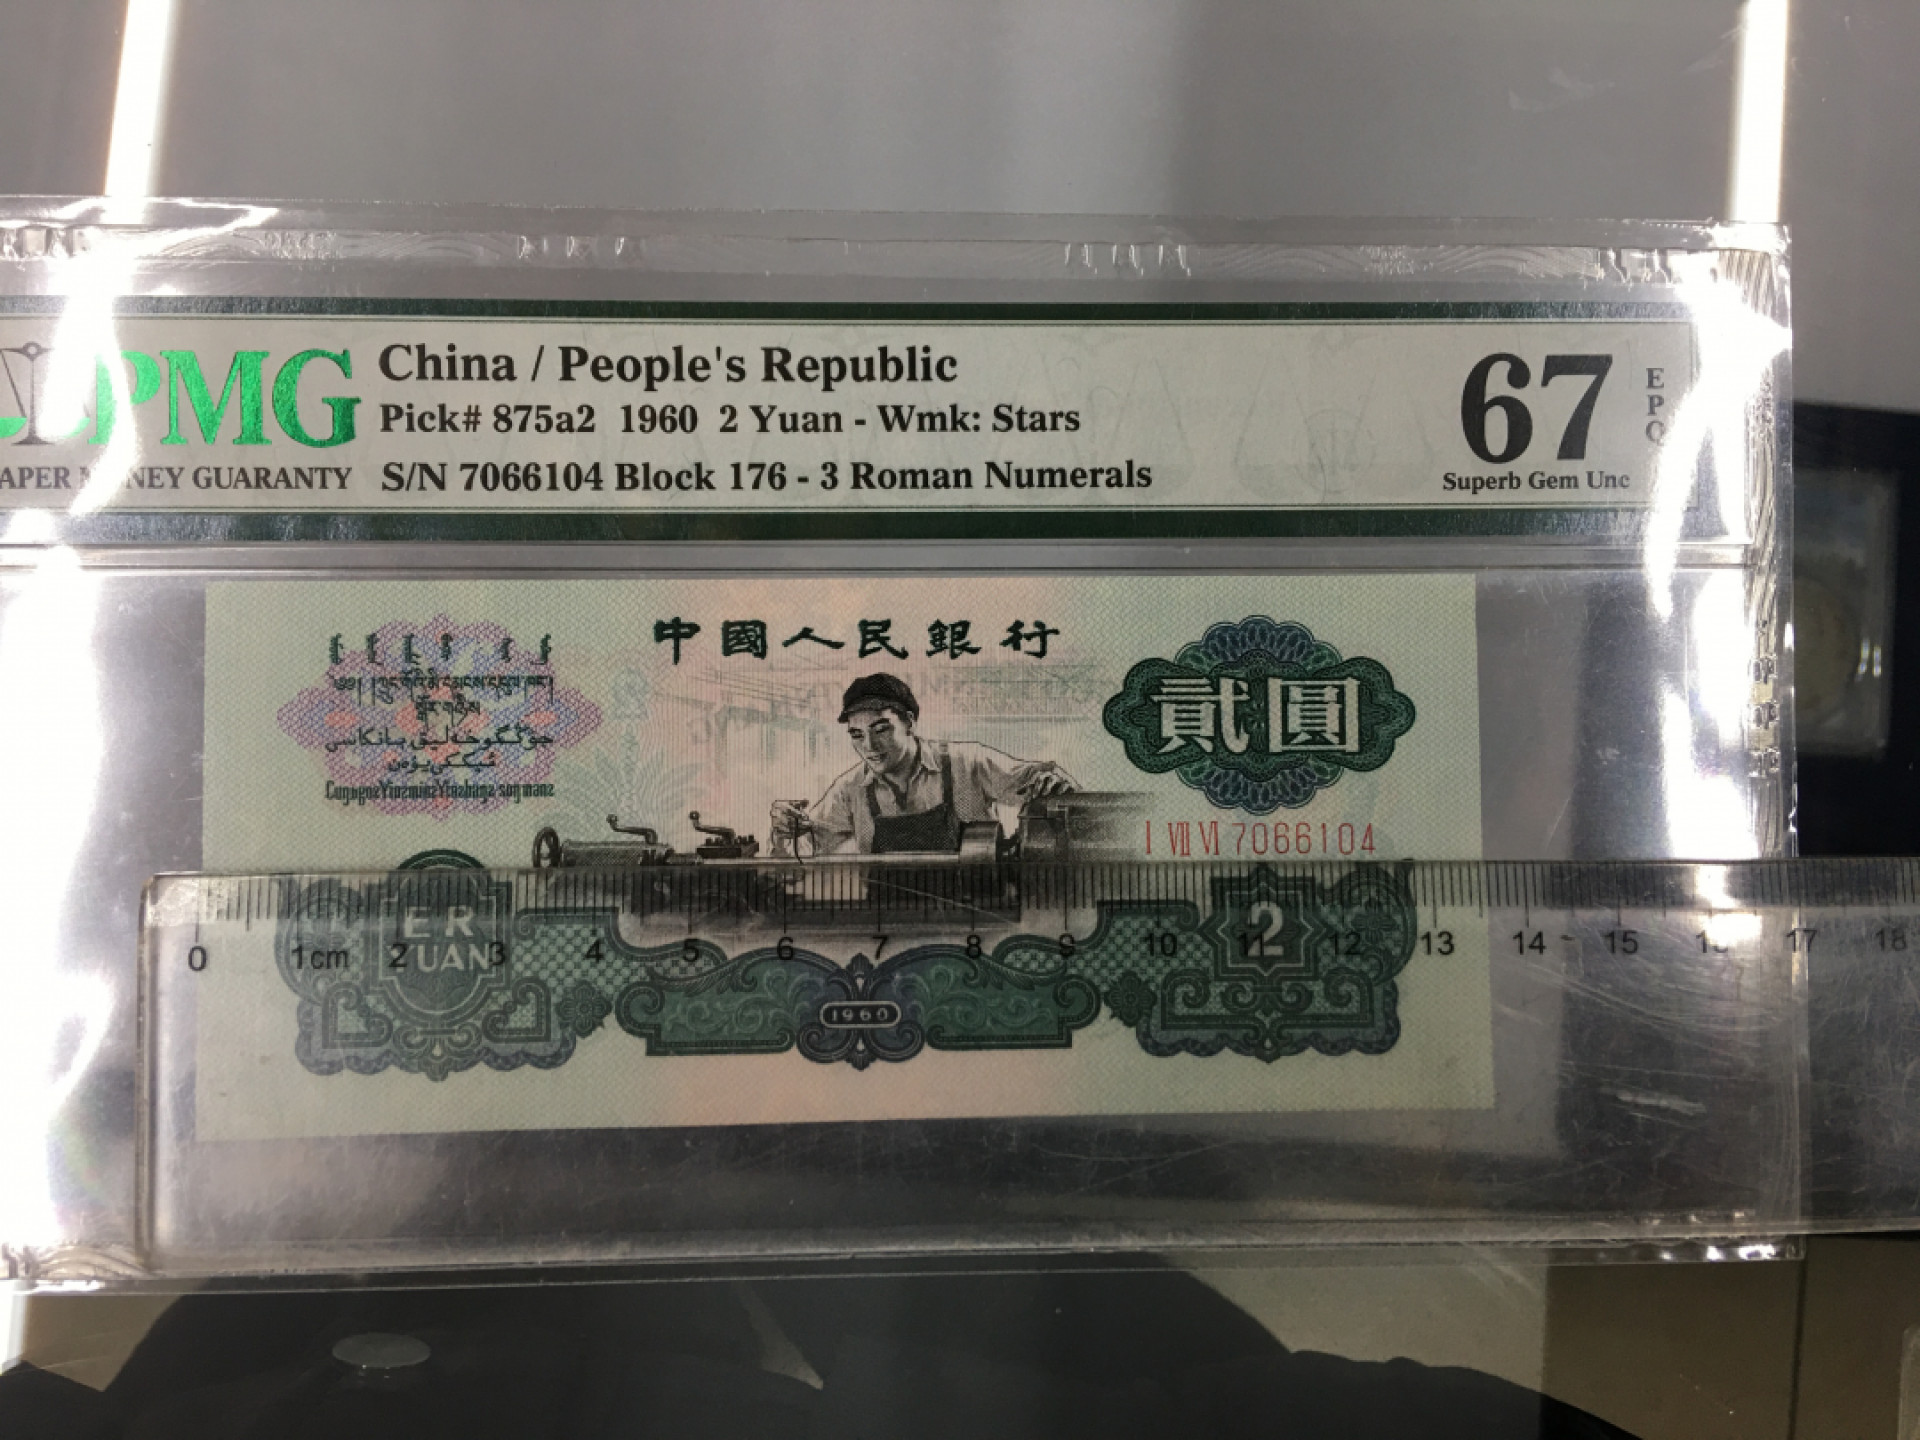 PMG
China / People's Republic
Pick# 875a2 1960 2 Yuan - Wmk: Stars
S/N 7066104 Block 176 - 3 Roman Numerals
GUARANTY
67
EPQ
Superb Gem Unc
中國人民銀行
貳圓
Ⅰ Ⅶ Ⅵ 7066104
ER
YUAN
2
1960
0 1cm 2 3 4 5 6 7 8 9 10 11 12 13 14 15 16 17 18